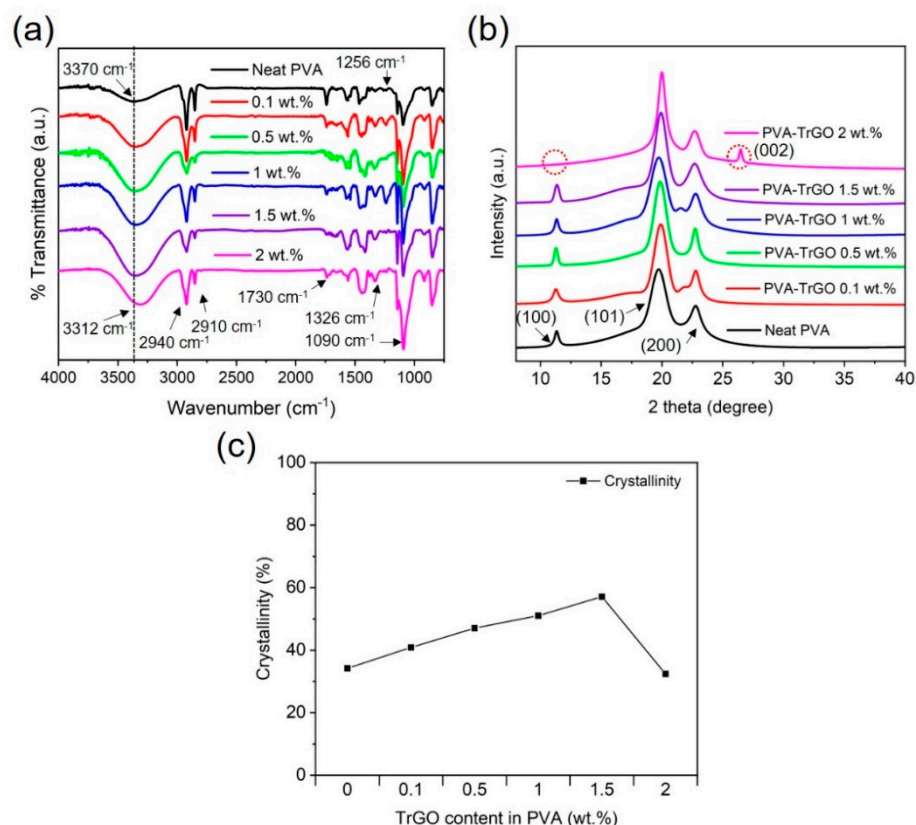 (a)
3370 cm⁻¹
1256 cm⁻¹
Neat PVA
0.1 wt.%
0.5 wt.%
1 wt.%
1.5 wt.%
2 wt.%
3312 cm⁻¹
2940 cm⁻¹
2910 cm⁻¹
1730 cm⁻¹
1326 cm⁻¹
1090 cm⁻¹
% Transmittance (a.u.)
4000 3500 3000 2500 2000 1500 1000
Wavenumber (cm⁻¹)
(b)
PVA-TrGO 2 wt.%
(002)
PVA-TrGO 1.5 wt.%
PVA-TrGO 1 wt.%
PVA-TrGO 0.5 wt.%
PVA-TrGO 0.1 wt.%
(100)
(101)
(200)
Neat PVA
Intensity (a.u.)
10 15 20 25 30 35 40
2 theta (degree)
(c)
Crystallinity
100
80
60
40
20
0
Crystallinity (%)
0 0.1 0.5 1 1.5 2
TrGO content in PVA (wt.%)